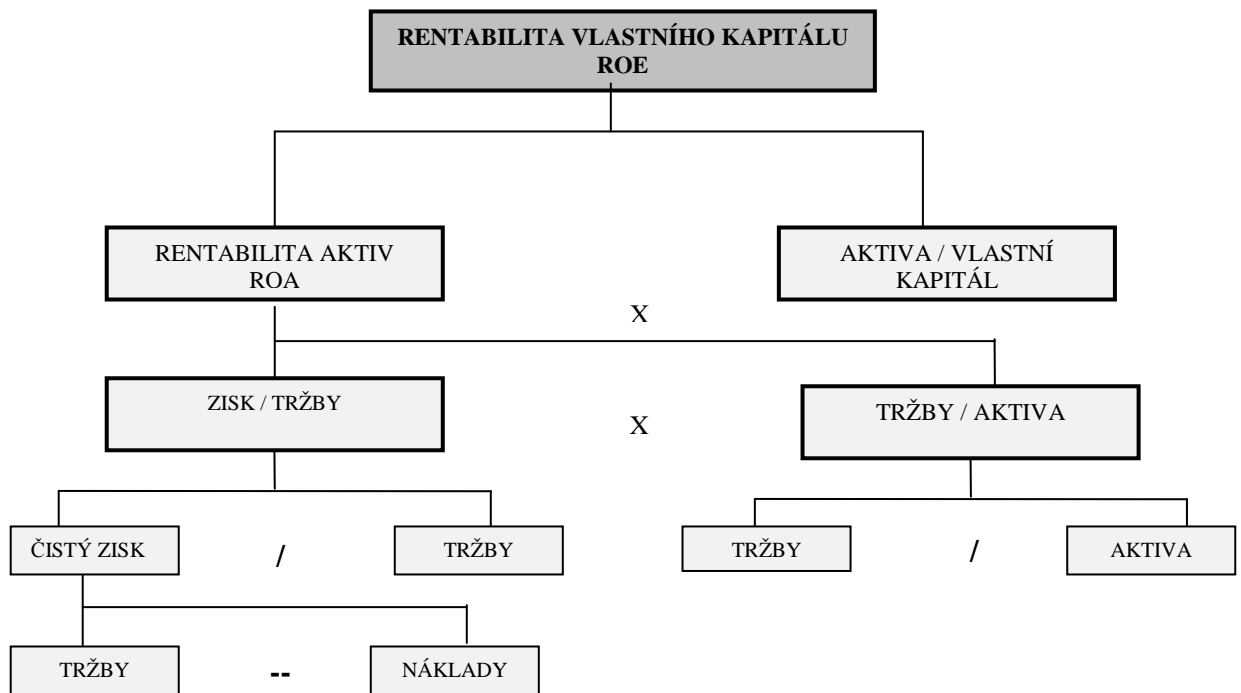 RENTABILITA VLASTNÍHO KAPITÁLU
ROE
RENTABILITA AKTIV
ROA
AKTIVA / VLASTNÍ
KAPITÁL
X
ZISK / TRŽBY
X
TRŽBY / AKTIVA
ČISTÝ ZISK
/
TRŽBY
TRŽBY
/
AKTIVA
TRŽBY
--
NÁKLADY